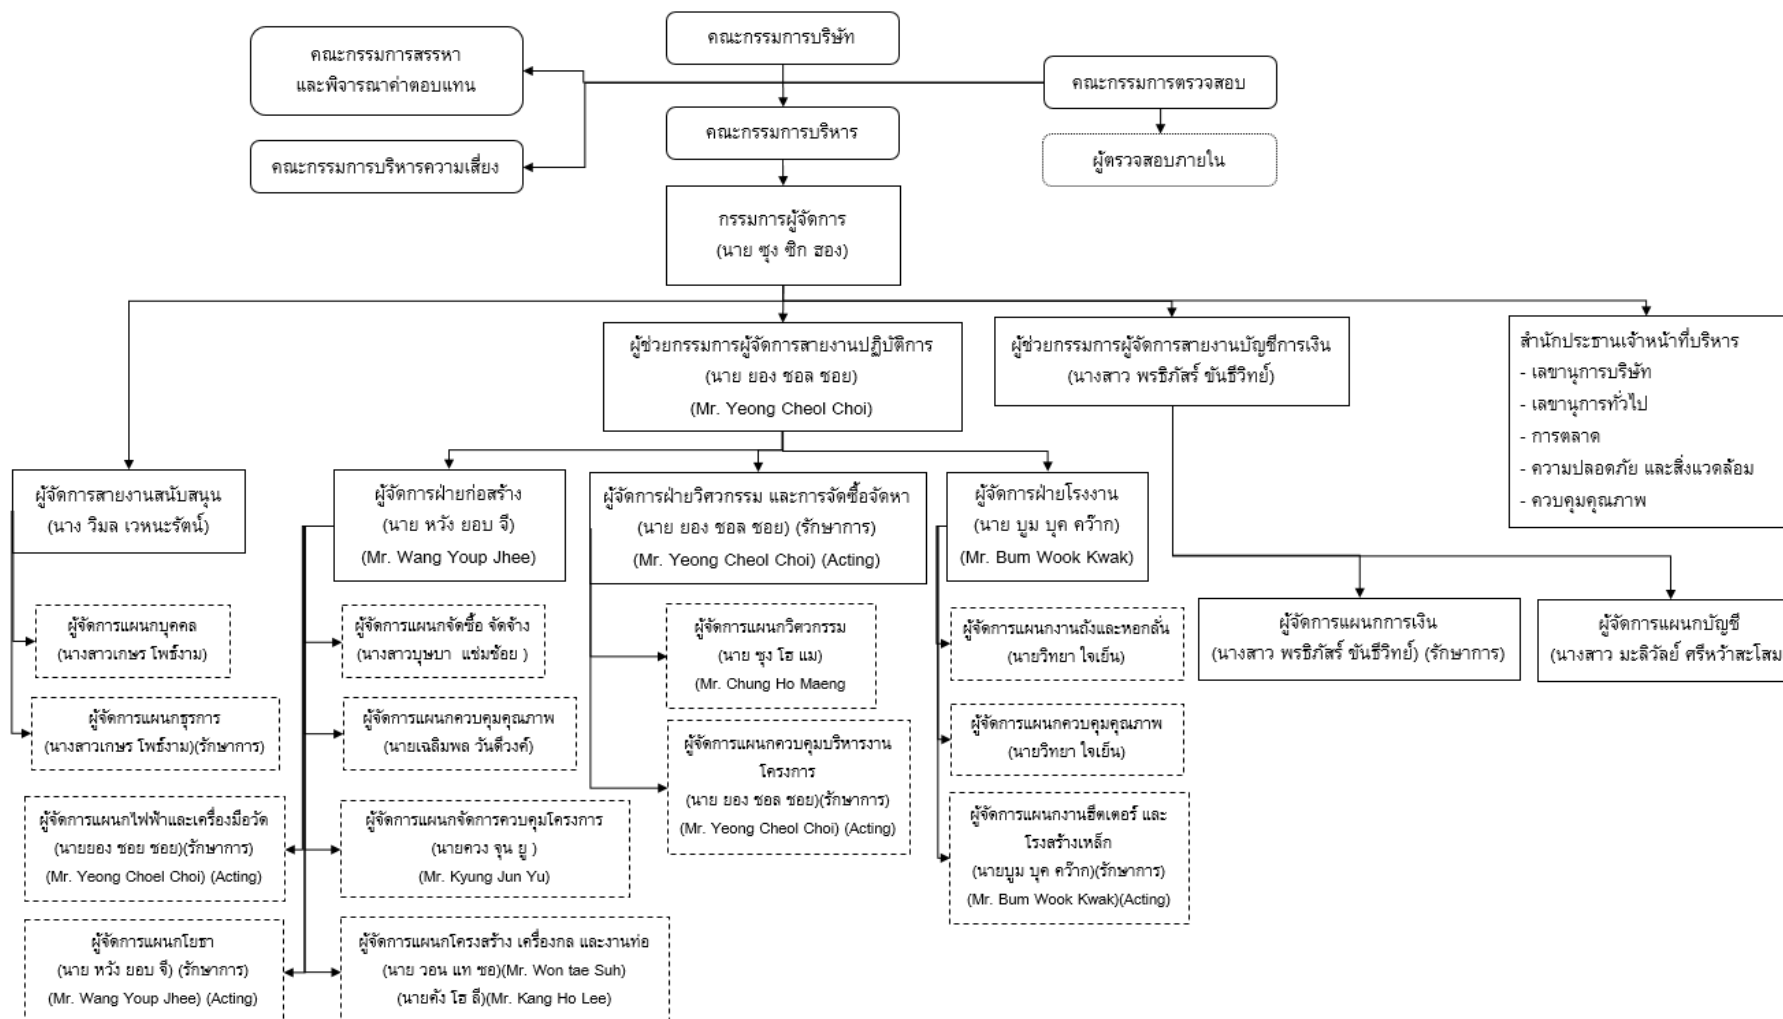 คณะกรรมการบริษัท
คณะกรรมการสรรหา
และพิจารณาค่าตอบแทน
คณะกรรมการตรวจสอบ
คณะกรรมการบริหาร
คณะกรรมการบริหารความเสี่ยง
ผู้ตรวจสอบภายใน
กรรมการผู้จัดการ
(นาย ซุง ซิก ฮอง)
ผู้ช่วยกรรมการผู้จัดการสายงานปฏิบัติการ
(นาย ยอง ชอล ชอย)
(Mr. Yeong Cheol Choi)
ผู้ช่วยกรรมการผู้จัดการสายงานบัญชีการเงิน
(นางสาว พรธิภัสร์ ขันธีวิทย์)
สำนักประธานเจ้าหน้าที่บริหาร
- เลขานุการบริษัท
- เลขานุการทั่วไป
- การตลาด
- ความปลอดภัย และสิ่งแวดล้อม
- ควบคุมคุณภาพ
ผู้จัดการสายงานสนับสนุน
(นาง วิมล เวหนะรัตน์)
ผู้จัดการฝ่ายก่อสร้าง
(นาย หวัง ยอบ จี)
(Mr. Wang Youp Jhee)
ผู้จัดการฝ่ายวิศวกรรม และการจัดซื้อจัดหา
(นาย ยอง ชอล ชอย) (รักษาการ)
(Mr. Yeong Cheol Choi) (Acting)
ผู้จัดการฝ่ายโรงงาน
(นาย บูม บุค คว๊าก)
(Mr. Bum Wook Kwak)
ผู้จัดการแผนกการเงิน
(นางสาว พรธิภัสร์ ขันธีวิทย์) (รักษาการ)
ผู้จัดการแผนกบัญชี
(นางสาว มะลิวัลย์ ศรีหว้าสะโสม
ผู้จัดการแผนกบุคคล
(นางสาวเกษร โพธ์งาม)
ผู้จัดการแผนกธุรการ
(นางสาวเกษร โพธ์งาม)(รักษาการ)
ผู้จัดการแผนกไฟฟ้าและเครื่องมือวัด
(นายยอง ชอย ชอย)(รักษาการ)
(Mr. Yeong Choel Choi) (Acting)
ผู้จัดการแผนกโยธา
(นาย หวัง ยอบ จี) (รักษาการ)
(Mr. Wang Youp Jhee) (Acting)
ผู้จัดการแผนกจัดซื้อ จัดจ้าง
(นางสาวบุษบา แช่มช้อย )
ผู้จัดการแผนกควบคุมคุณภาพ
(นายเฉลิมพล วันดีวงค์)
ผู้จัดการแผนกจัดการควบคุมโครงการ
(นายควง จุน ยู )
(Mr. Kyung Jun Yu)
ผู้จัดการแผนกโครงสร้าง เครื่องกล และงานท่อ
(นาย วอน แท ซอ)(Mr. Won tae Suh)
(นายคัง โฮ ลี)(Mr. Kang Ho Lee)
ผู้จัดการแผนกวิศวกรรม
(นาย ซุง โฮ แม)
(Mr. Chung Ho Maeng
ผู้จัดการแผนกควบคุมบริหารงาน
โครงการ
(นาย ยอง ชอล ชอย)(รักษาการ)
(Mr. Yeong Cheol Choi) (Acting)
ผู้จัดการแผนกงานถังและหอกลั่น
(นายวิทยา ใจเย็น)
ผู้จัดการแผนกควบคุมคุณภาพ
(นายวิทยา ใจเย็น)
ผู้จัดการแผนกงานฮีตเตอร์ และ
โรงสร้างเหล็ก
(นายบูม บุค คว๊าก)(รักษาการ)
(Mr. Bum Wook Kwak)(Acting)